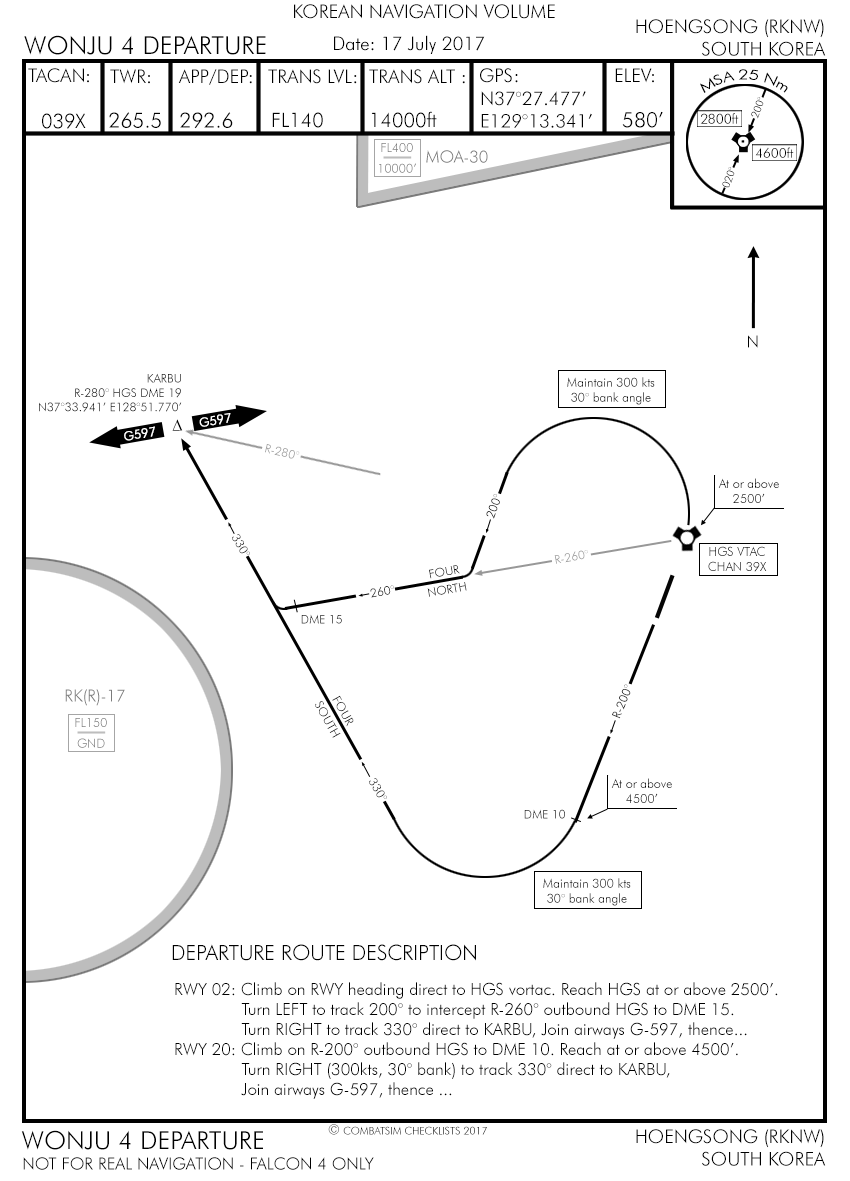 KOREAN NAVIGATION VOLUME
WONJU 4 DEPARTURE
Date: 17 July 2017
HOENGSONG (RKNW)
SOUTH KOREA
TACAN:
039X
TWR:
265.5
APP/DEP:
292.6
TRANS LVL:
FL140
TRANS ALT :
14000ft
GPS:
N37°27.477'
E129°13.341'
ELEV:
580'
MSA 25 Nm
200°
2800ft
4600ft
020°
FL400
10000'
MOA-30
N
KARBU
R-280° HGS DME 19
N37°33.941' E128°51.770'
G597
G597
R-280°
Maintain 300 kts
30° bank angle
200°
At or above
2500'
HGS VTAC
CHAN 39X
R-260°
FOUR
NORTH
260°
DME 15
330°
RK(R)-17
FL150
GND
FOUR
SOUTH
330°
R-200°
At or above
4500'
DME 10
Maintain 300 kts
30° bank angle
DEPARTURE ROUTE DESCRIPTION
RWY 02: Climb on RWY heading direct to HGS vortac. Reach HGS at or above 2500'.
Turn LEFT to track 200° to intercept R-260° outbound HGS to DME 15.
Turn RIGHT to track 330° direct to KARBU, Join airways G-597, thence...
RWY 20: Climb on R-200° outbound HGS to DME 10. Reach at or above 4500'.
Turn RIGHT (300kts, 30° bank) to track 330° direct to KARBU,
Join airways G-597, thence ...
WONJU 4 DEPARTURE
NOT FOR REAL NAVIGATION - FALCON 4 ONLY
© COMBATSIM CHECKLISTS 2017
HOENGSONG (RKNW)
SOUTH KOREA